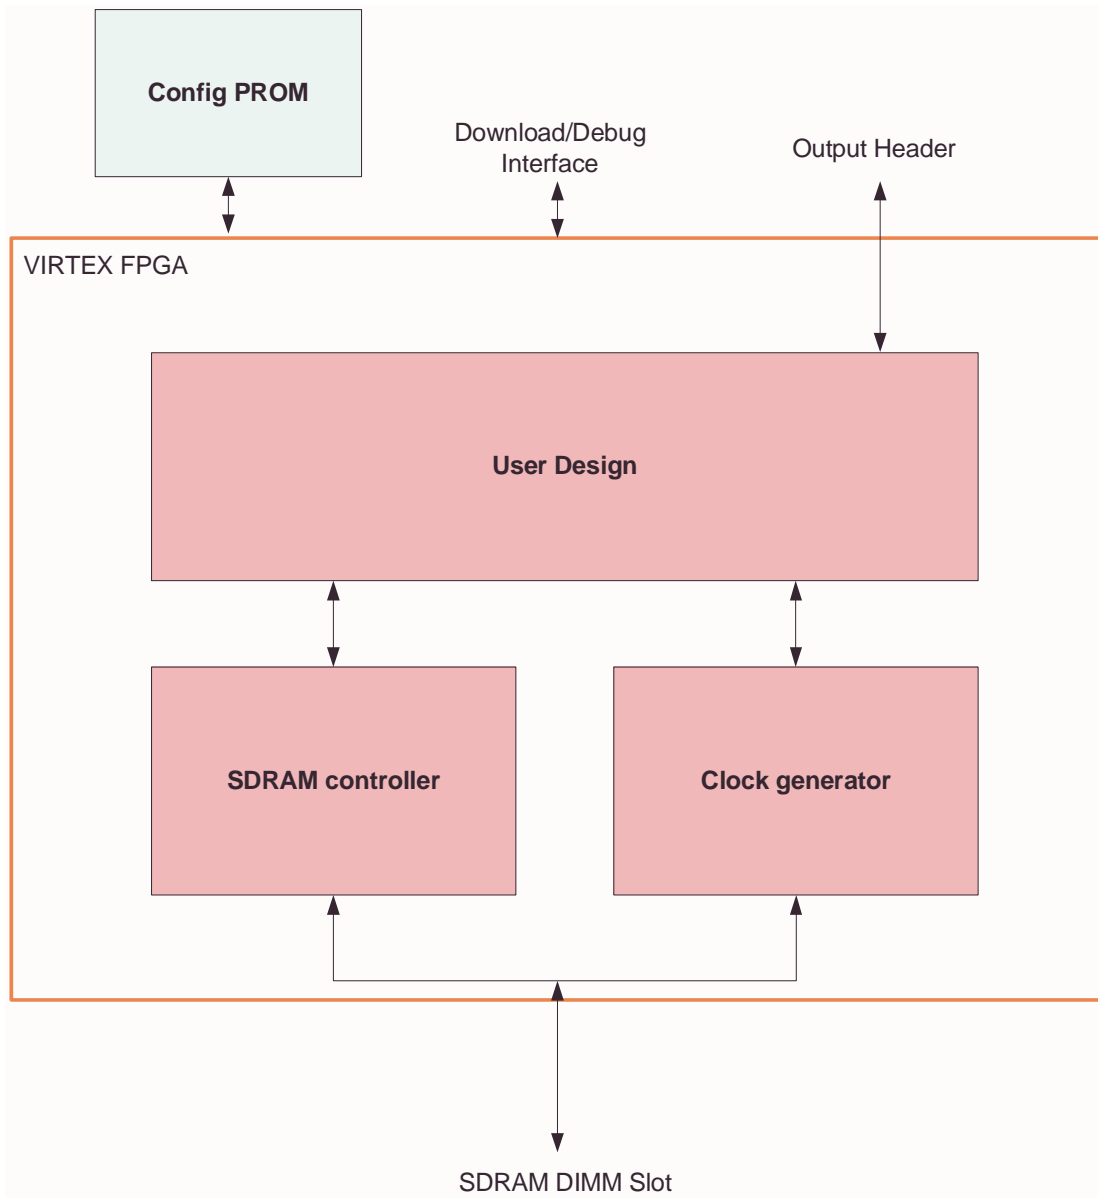 Config PROM
Download/Debug
Interface
Output Header
VIRTEX FPGA
User Design
SDRAM controller
Clock generator
SDRAM DIMM Slot